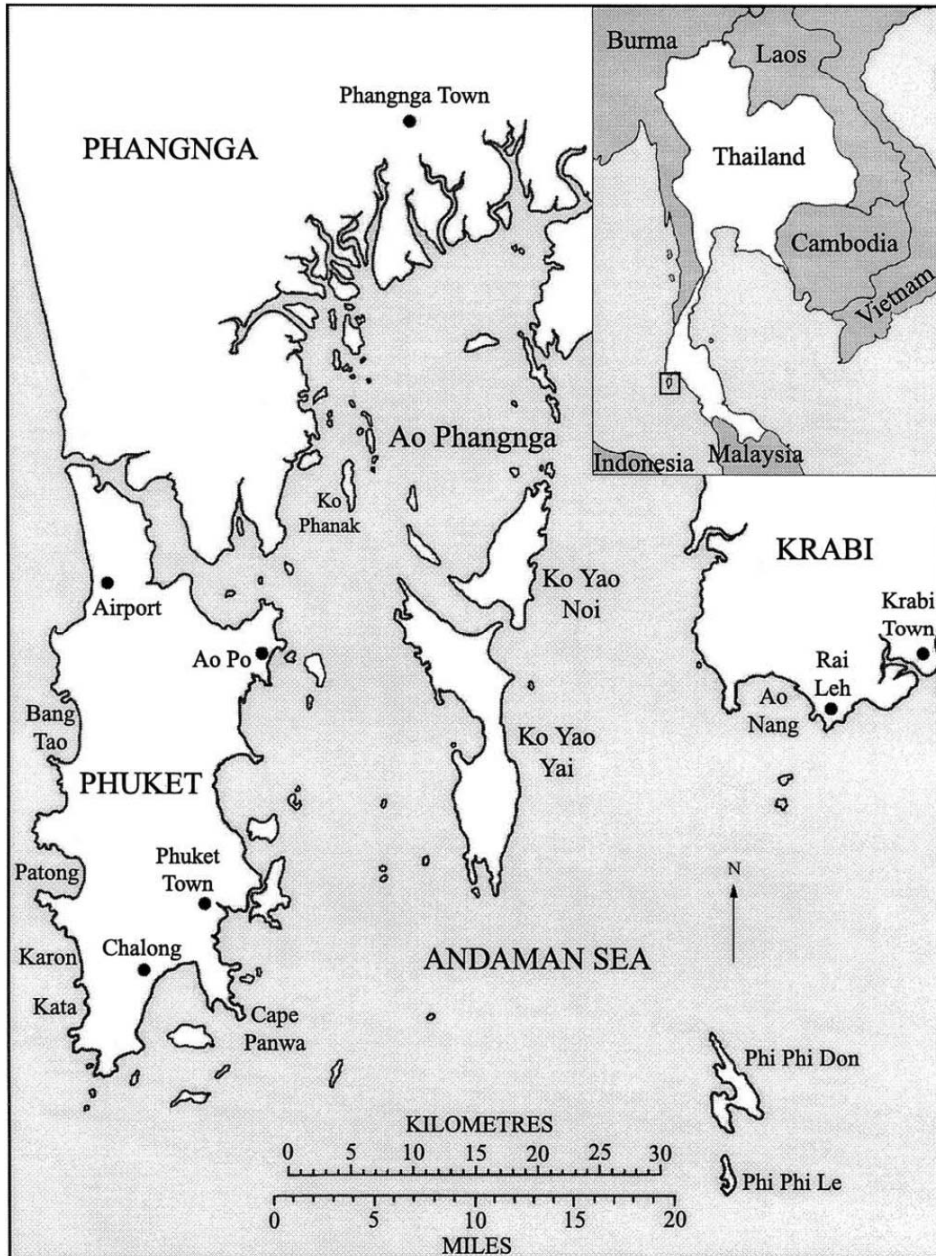 Burma
Laos
Thailand
Cambodia
Vietnam
Indonesia
Malaysia
Phangnga Town
PHANGNGA
Ao Phangnga
Ko
Phanak
KRABI
Ko Yao
Noi
Airport
Krabi
Town
Ao Po
Rai
Leh
Ao
Nang
Bang
Tao
Ko Yao
Yai
PHUKET
Patong
Phuket
Town
N
Karon
Chalong
ANDAMAN SEA
Kata
Cape
Panwa
Phi Phi Don
Phi Phi Le
KILOMETRES
0 5 10 15 20 25 30
0 5 10 15 20
MILES